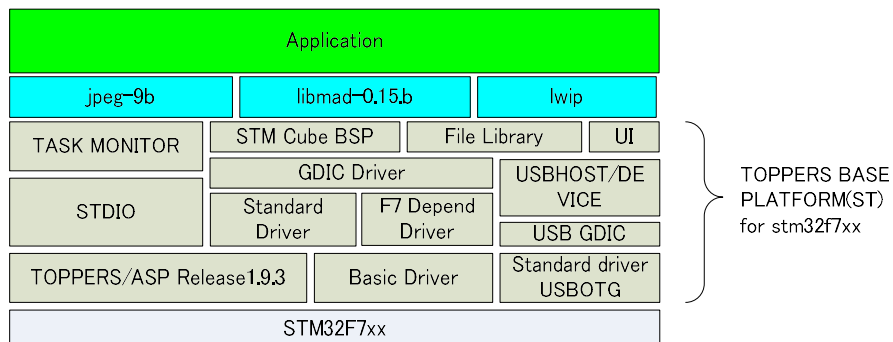 Application
jpeg-9b
libmad-0.15.b
lwip
TASK MONITOR
STM Cube BSP
File Library
UI
GDIC Driver
USBHOST/DE
VICE
STDIO
Standard
Driver
F7 Depend
Driver
USB GDIC
TOPPERS/ASP Release1.9.3
Basic Driver
Standard driver
USBOTG
STM32F7xx
TOPPERS BASE
PLATFORM(ST)
for stm32f7xx